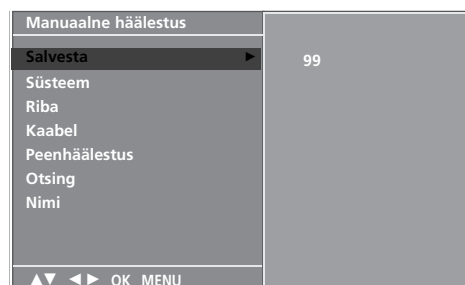 Manuaalne häälestus
Salvesta ► 99
Süsteem
Riba
Kaabel
Peenhäälestus
Otsing
Nimi
▲▼ ◄► OK MENU